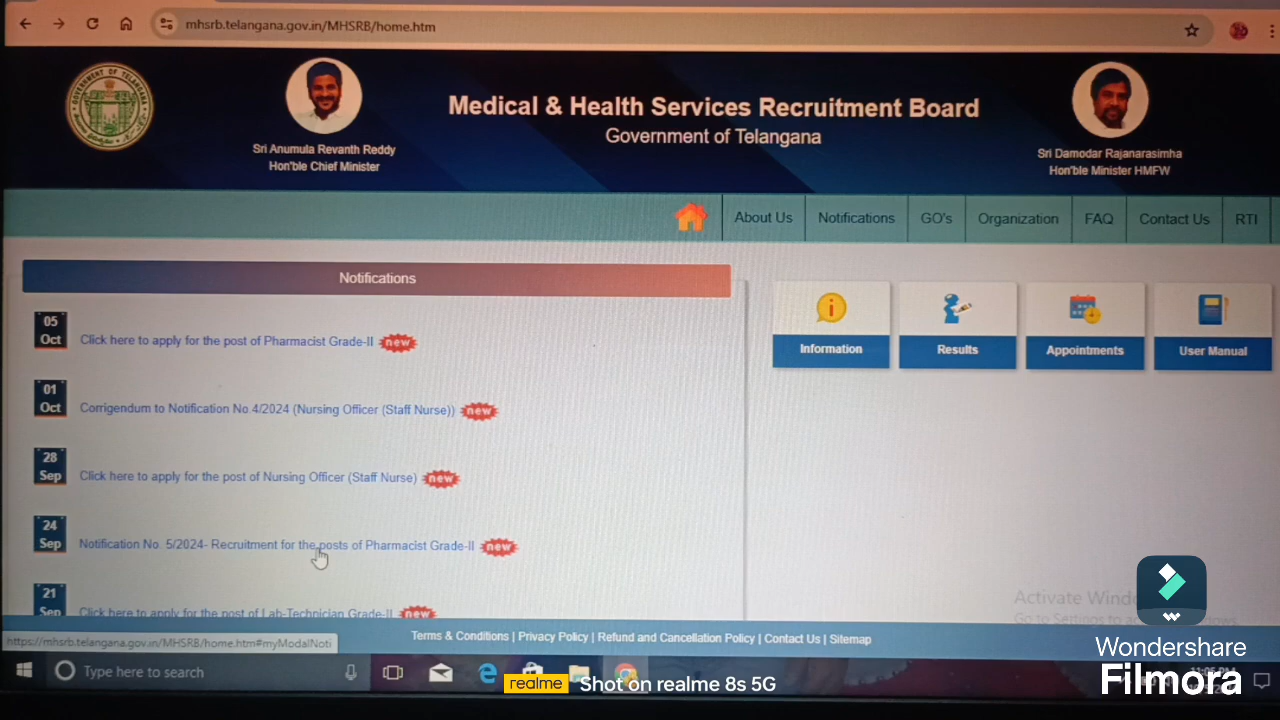 mhsrb.telangana.gov.in/MHSRB/home.htm
GOVERNMENT OF TELANGANA
Medical & Health Services Recruitment Board
Government of Telangana
Sri Anumula Revanth Reddy
Hon'ble Chief Minister
Sri Damodar Rajanarasimha
Hon'ble Minister HMFW
About Us
Notifications
GO's
Organization
FAQ
Contact Us
RTI
Notifications
05
Oct
Click here to apply for the post of Pharmacist Grade-II new
01
Oct
Corrigendum to Notification No.4/2024 (Nursing Officer (Staff Nurse)) new
28
Sep
Click here to apply for the post of Nursing Officer (Staff Nurse) new
24
Sep
Notification No. 5/2024- Recruitment for the posts of Pharmacist Grade-II new
21
Sep
Click here to apply for the post of Lab-Technician Grade-II new
Information
Results
Appointments
User Manual
Activate
Go to Settings to
Terms & Conditions | Privacy Policy | Refund and Cancellation Policy | Contact Us | Sitemap
https://mhsrb.telangana.gov.in/MHSRB/home.htm#myModalNoti
Type here to search
realme Shot on realme 8s 5G
Wondershare
Filmora